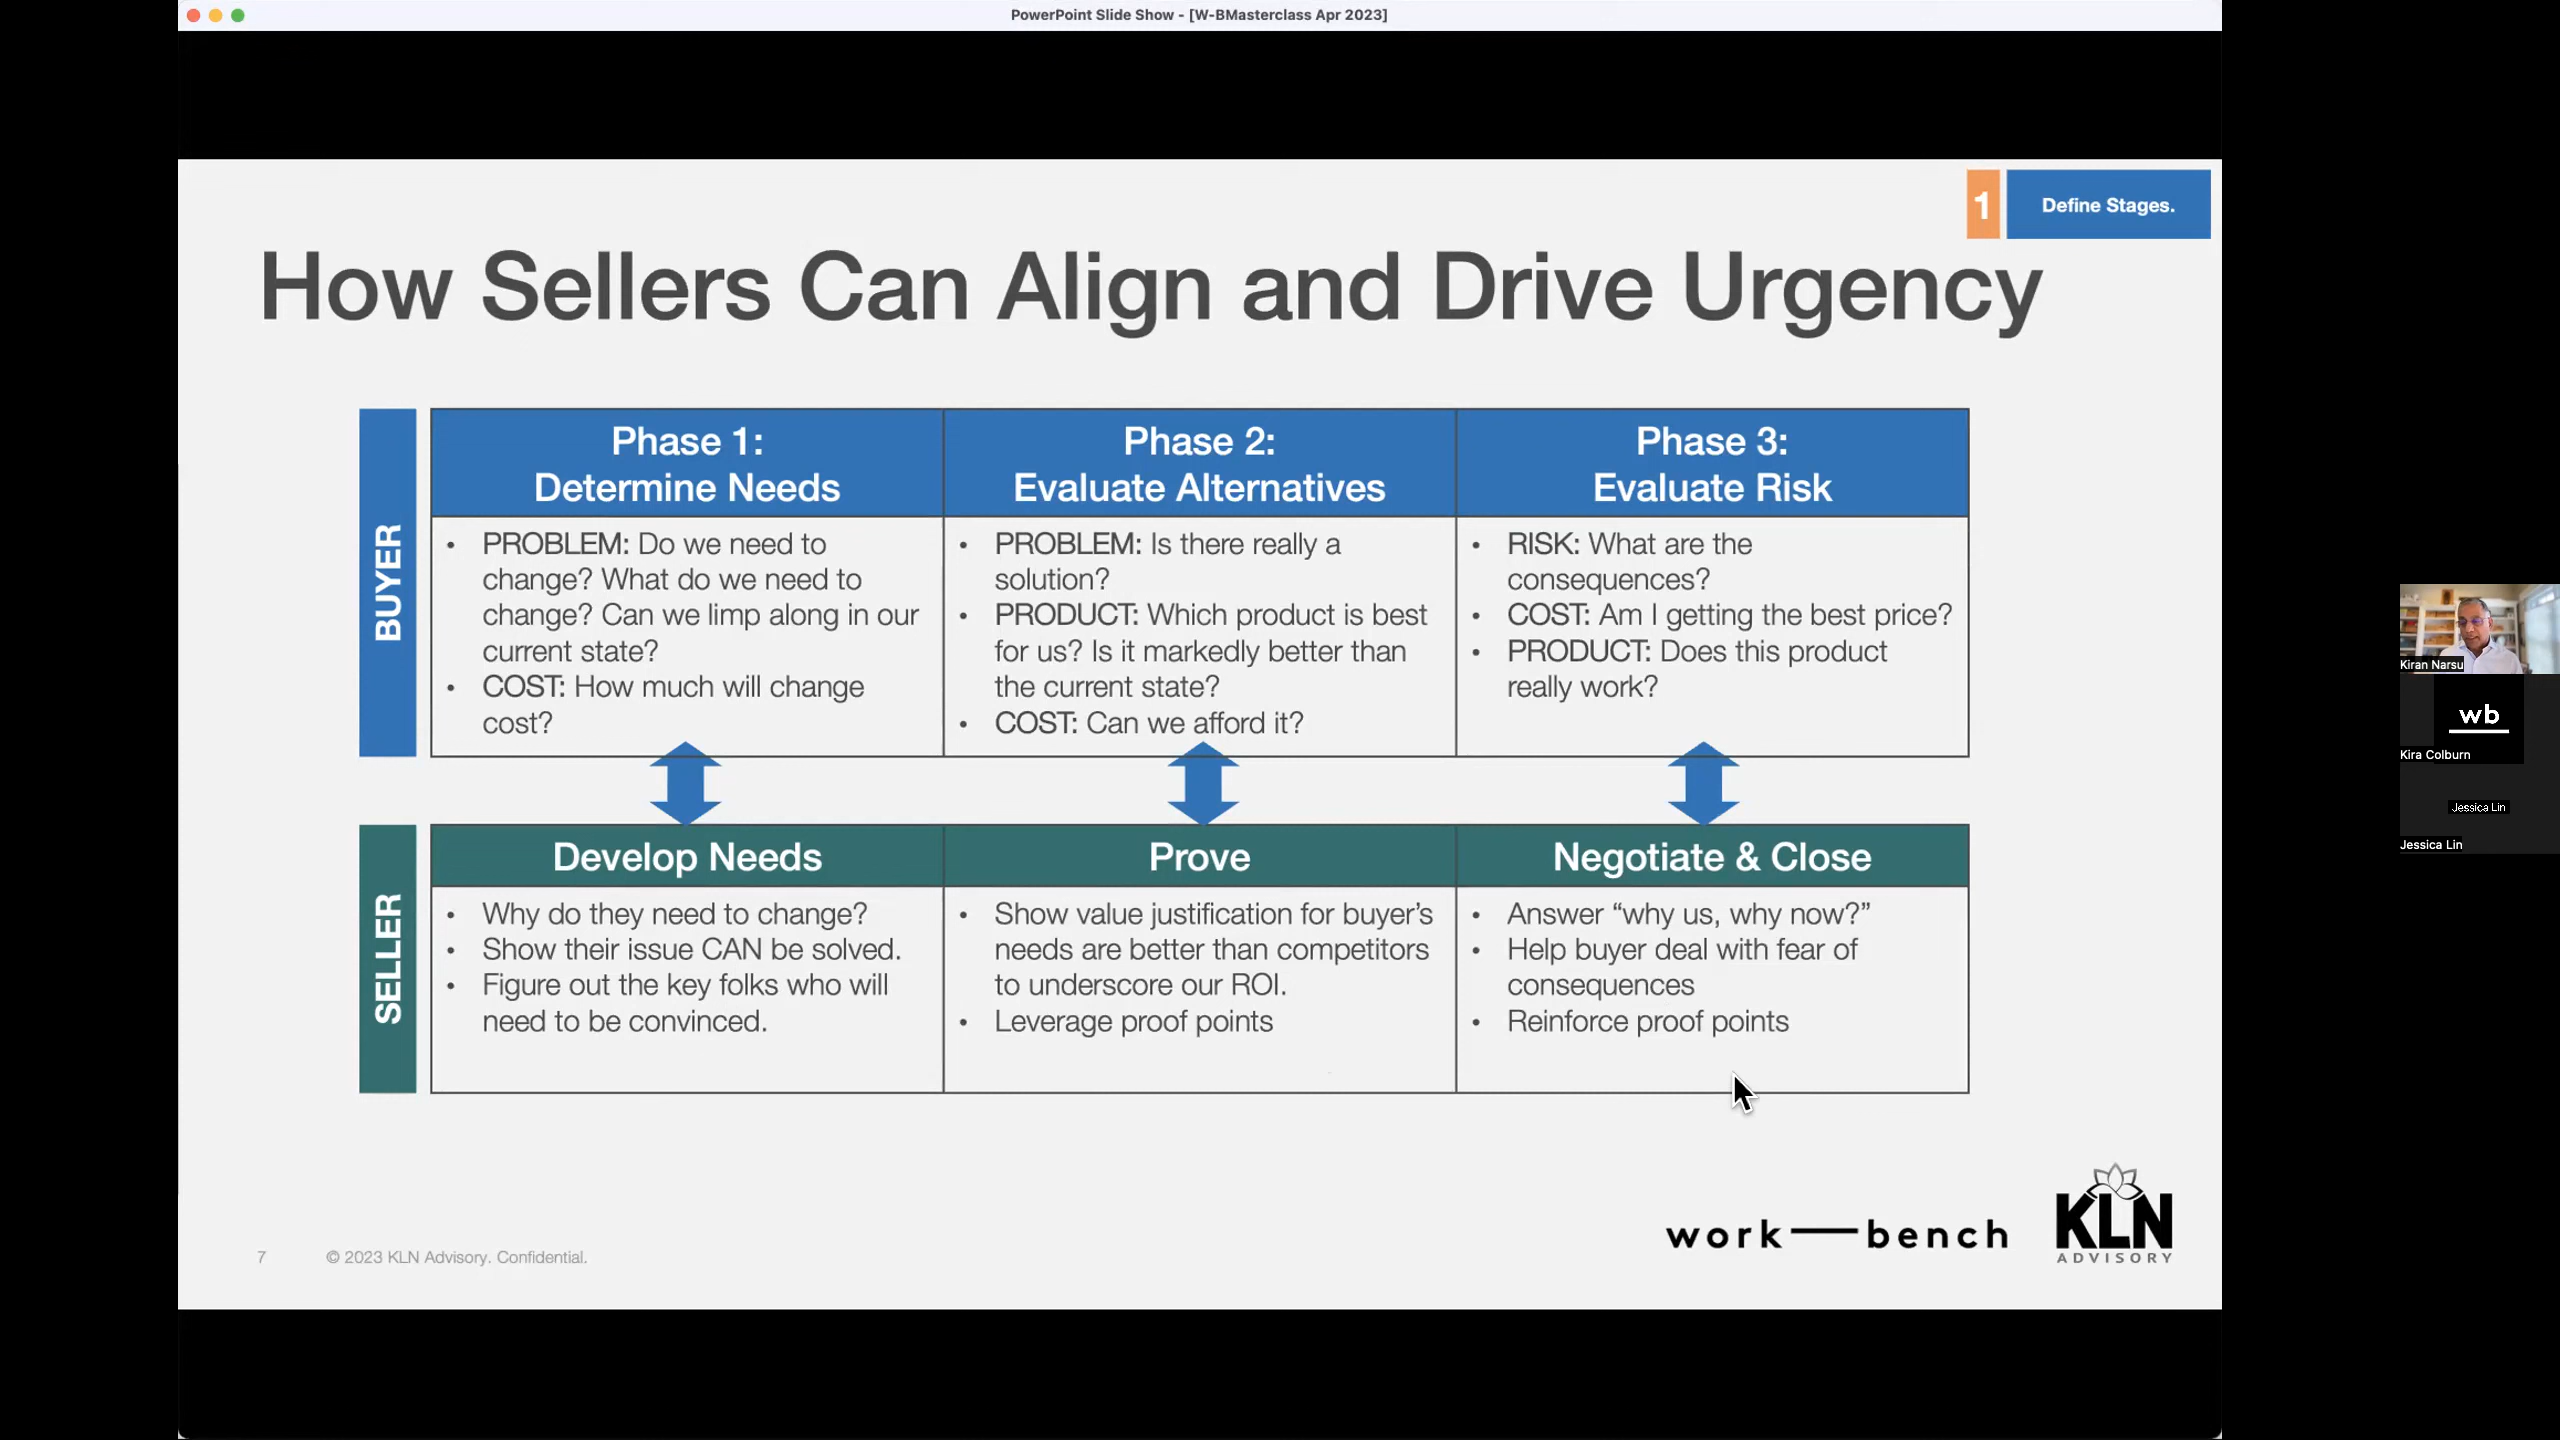 PowerPoint Slide Show - [W-BMasterclass Apr 2023]
1
Define Stages.
How Sellers Can Align and Drive Urgency
BUYER
Phase 1:
Determine Needs
• PROBLEM: Do we need to
change? What do we need to
change? Can we limp along in our
current state?
• COST: How much will change
cost?
Phase 2:
Evaluate Alternatives
• PROBLEM: Is there really a
solution?
• PRODUCT: Which product is best
for us? Is it markedly better than
the current state?
• COST: Can we afford it?
Phase 3:
Evaluate Risk
• RISK: What are the
consequences?
• COST: Am I getting the best price?
• PRODUCT: Does this product
really work?
SELLER
Develop Needs
• Why do they need to change?
• Show their issue CAN be solved.
• Figure out the key folks who will
need to be convinced.
Prove
• Show value justification for buyer’s
needs are better than competitors
to underscore our ROI.
• Leverage proof points
Negotiate & Close
• Answer “why us, why now?”
• Help buyer deal with fear of
consequences
• Reinforce proof points
7
© 2023 KLN Advisory. Confidential.
work—bench
KLN
ADVISORY
Kiran Narsu
wb
Kira Colburn
Jessica Lin
Jessica Lin